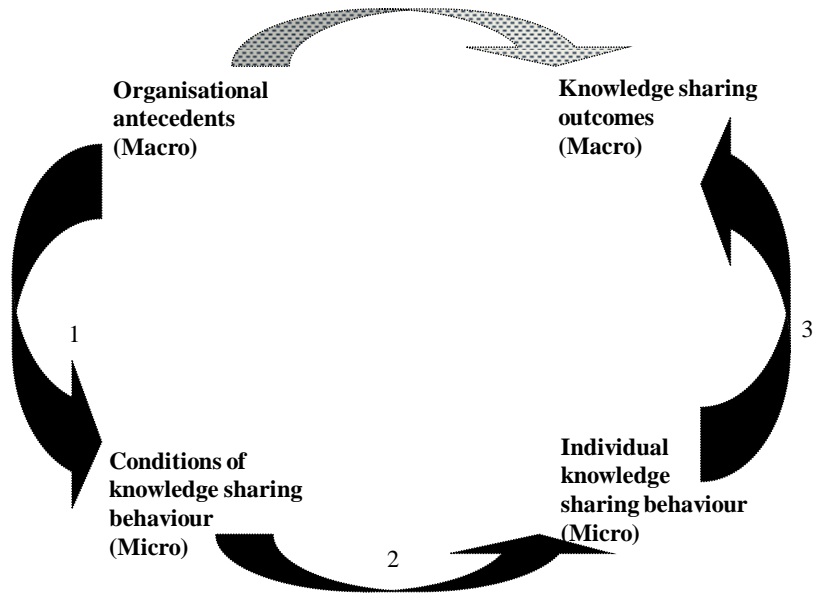 Organisational
antecedents
(Macro)
Knowledge sharing
outcomes
(Macro)
1
3
Conditions of
knowledge sharing
behaviour
(Micro)
Individual
knowledge
sharing behaviour
(Micro)
2